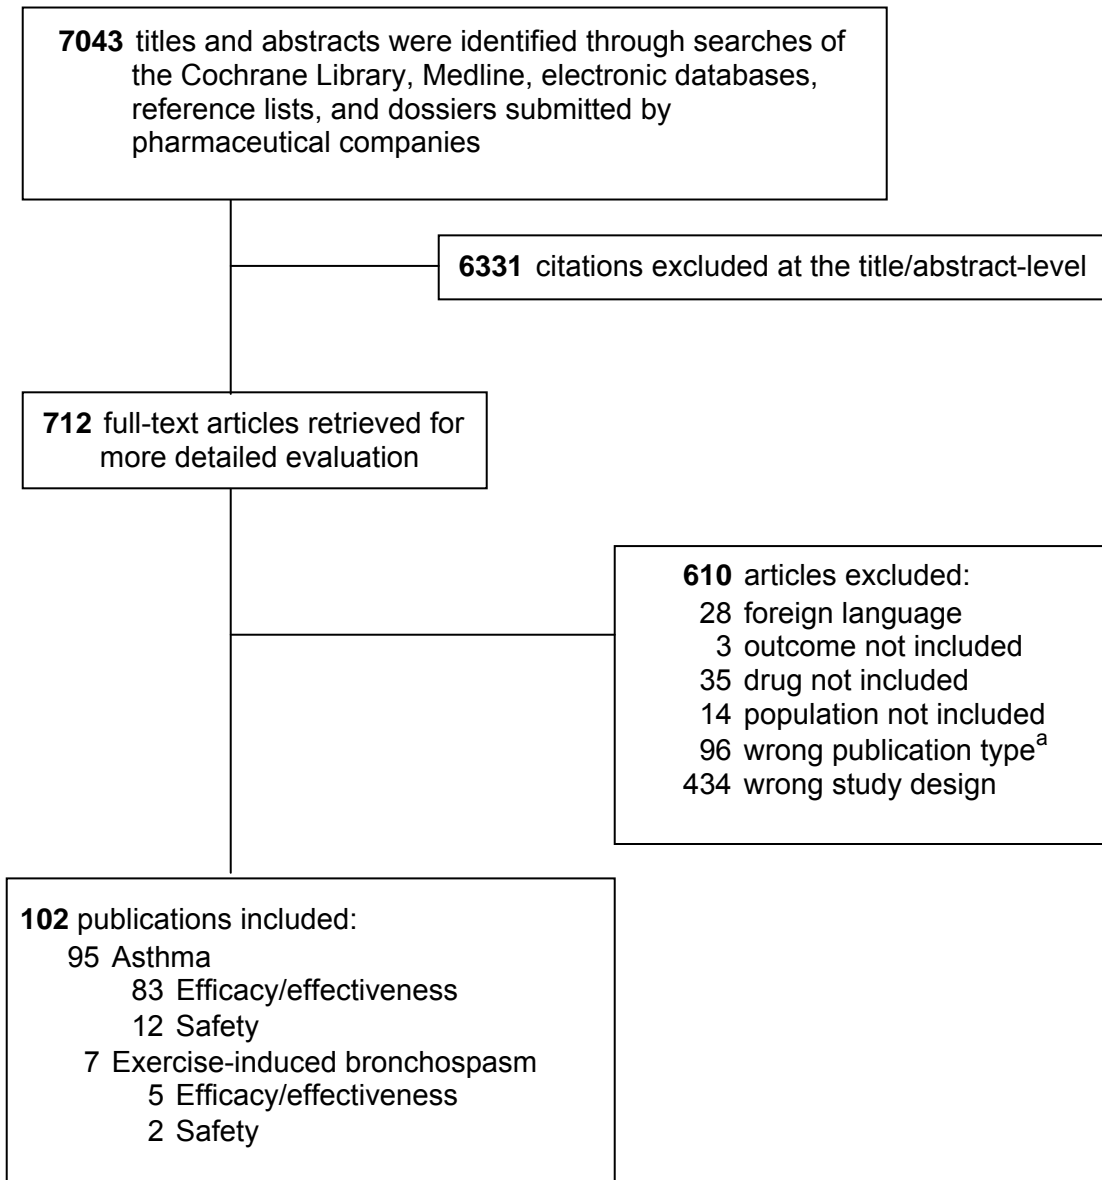 7043 titles and abstracts were identified through searches of
the Cochrane Library, Medline, electronic databases,
reference lists, and dossiers submitted by
pharmaceutical companies
6331 citations excluded at the title/abstract-level
712 full-text articles retrieved for
more detailed evaluation
610 articles excluded:
28 foreign language
3 outcome not included
35 drug not included
14 population not included
96 wrong publication typeᵃ
434 wrong study design
102 publications included:
95 Asthma
83 Efficacy/effectiveness
12 Safety
7 Exercise-induced bronchospasm
5 Efficacy/effectiveness
2 Safety